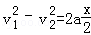 v₁² - v₂² = 2a x/2